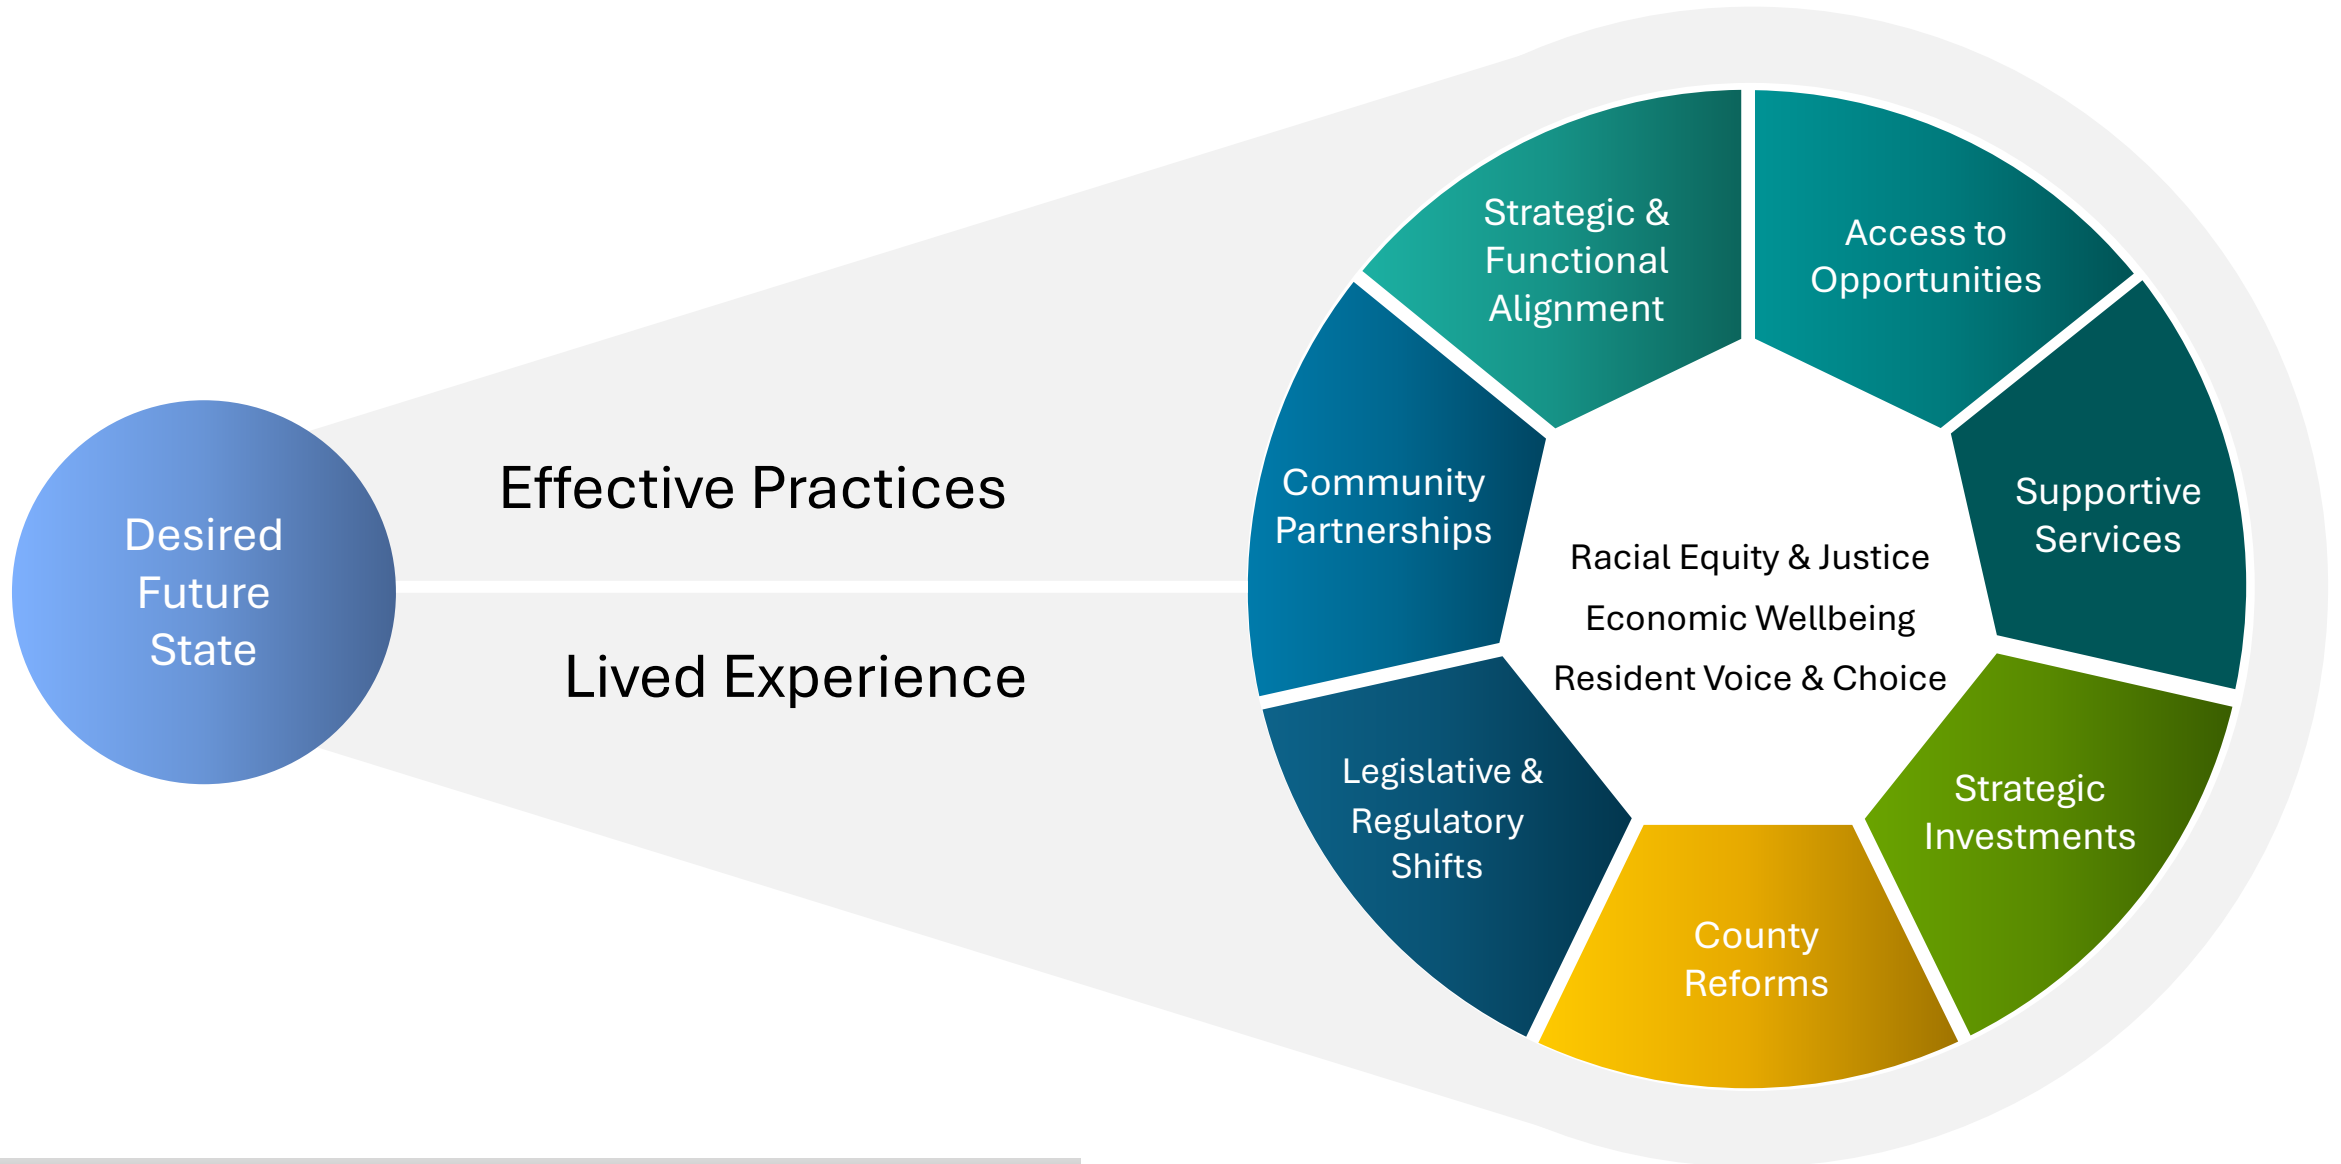 Desired
Future
State
Effective Practices
Lived Experience
Strategic &
Functional
Alignment
Access to
Opportunities
Community
Partnerships
Supportive
Services
Racial Equity & Justice
Economic Wellbeing
Resident Voice & Choice
Legislative &
Regulatory
Shifts
Strategic
Investments
County
Reforms